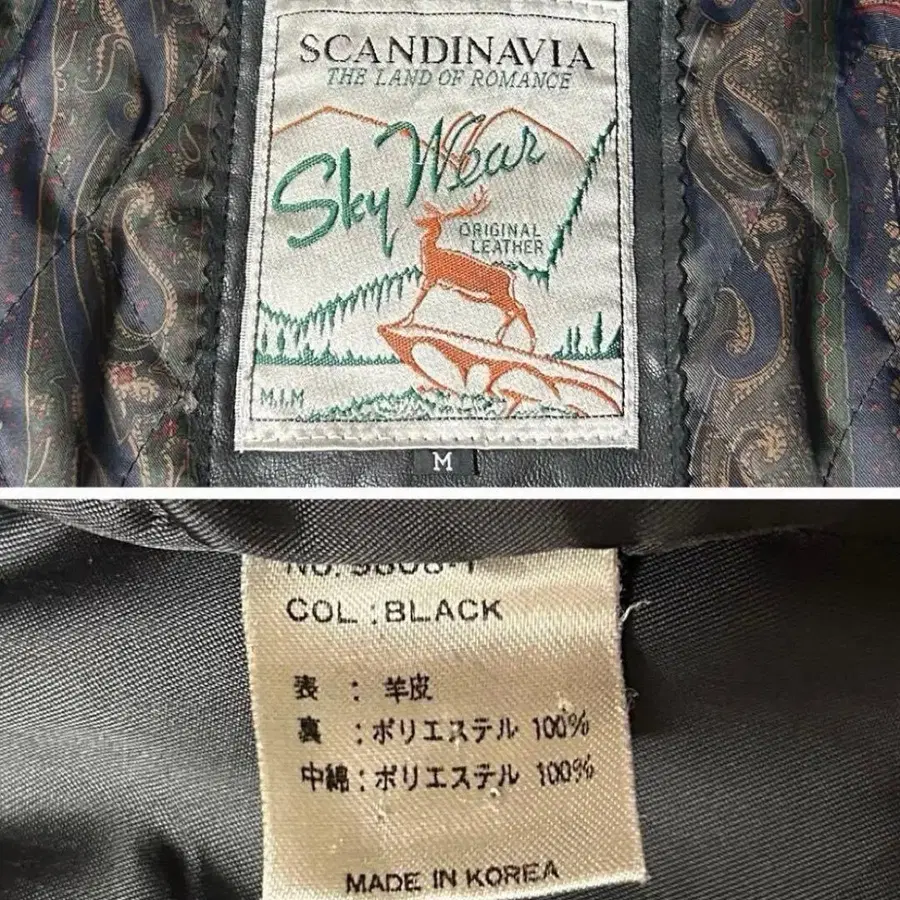 SCANDINAVIA
THE LAND OF ROMANCE
Sky Wear
ORIGINAL
LEATHER
M.I.M
M
COL : BLACK
表 : 羊皮
裏 : ポリエステル 100%
中綿 : ポリエステル 100%
MADE IN KOREA